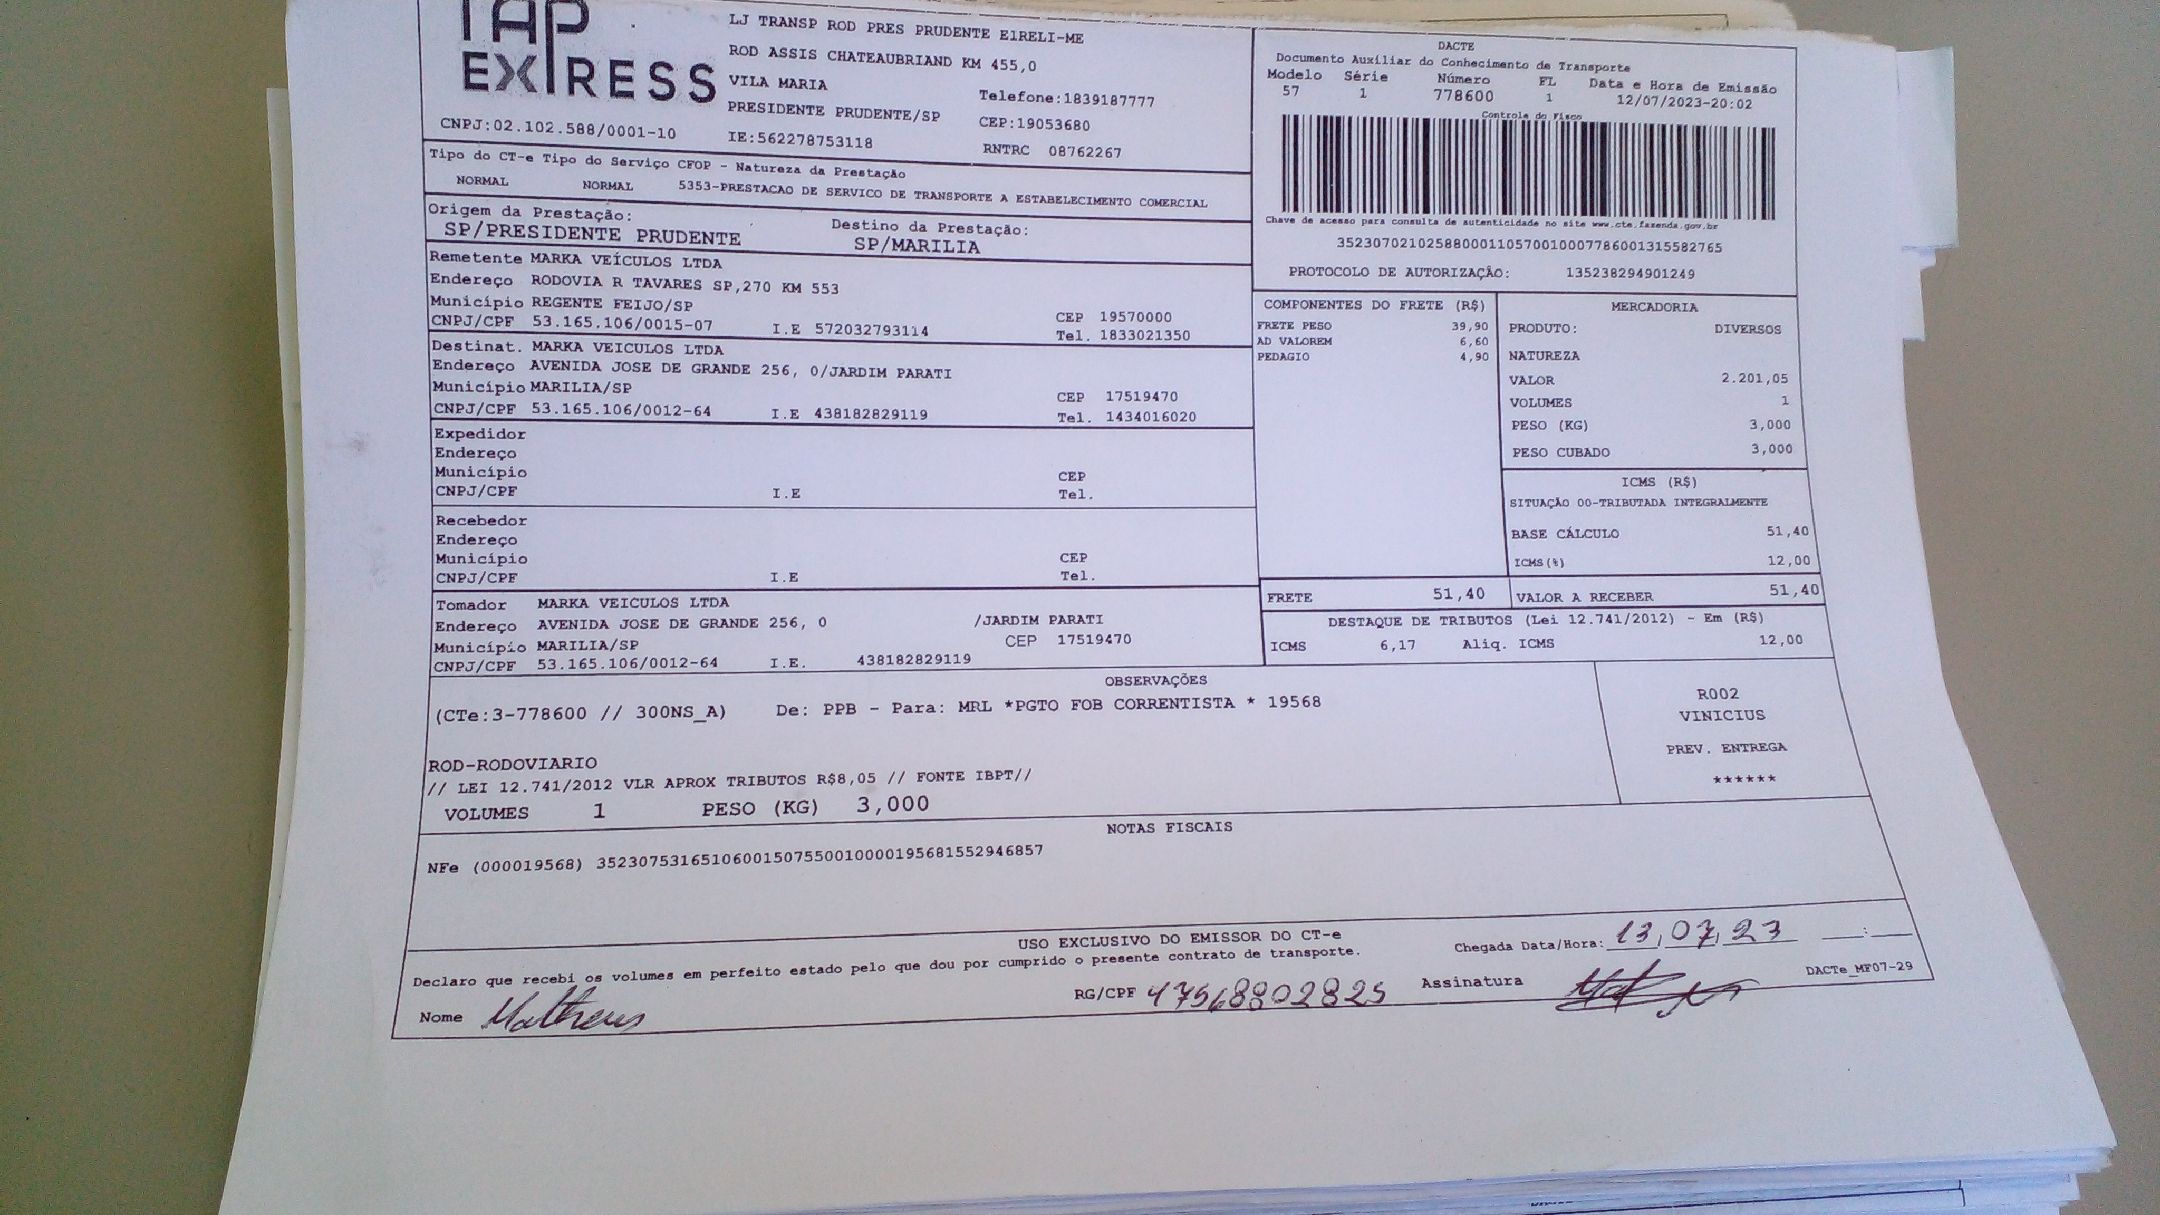 TAP
EXPRESS
CNPJ:02.102.588/0001-10
LJ TRANSP ROD PRES PRUDENTE E1RELI-ME
ROD ASSIS CHATEAUBRIAND KM 455,0
VILA MARIA
Telefone:1839187777
PRESIDENTE PRUDENTE/SP
CEP:19053680
IE:562278753118
RNTRC 08762267
DACTE
Documento Auxiliar do Conhecimento de Transporte
Modelo Série Número FL Data e Hora de Emissão
57 1 778600 1 12/07/2023-20:02
Controle do Fisco
Chave de acesso para consulta de autenticidade no site www.cte.fazenda.gov.br
35230702102588000110570010007786001315582765
PROTOCOLO DE AUTORIZAÇÃO: 135238294901249
Tipo do CT-e Tipo do Serviço CFOP - Natureza da Prestação
NORMAL NORMAL 5353-PRESTACAO DE SERVICO DE TRANSPORTE A ESTABELECIMENTO COMERCIAL
Origem da Prestação: Destino da Prestação:
SP/PRESIDENTE PRUDENTE SP/MARILIA
Remetente MARKA VEÍCULOS LTDA
Endereço RODOVIA R TAVARES SP,270 KM 553
Município REGENTE FEIJO/SP CEP 19570000
CNPJ/CPF 53.165.106/0015-07 I.E 572032793114 Tel. 1833021350
Destinat. MARKA VEICULOS LTDA
Endereço AVENIDA JOSE DE GRANDE 256, 0/JARDIM PARATI
Município MARILIA/SP CEP 17519470
CNPJ/CPF 53.165.106/0012-64 I.E 438182829119 Tel. 1434016020
Expedidor
Endereço
Município CEP
CNPJ/CPF I.E Tel.
Recebedor
Endereço
Município CEP
CNPJ/CPF I.E Tel.
Tomador MARKA VEICULOS LTDA
Endereço AVENIDA JOSE DE GRANDE 256, 0 /JARDIM PARATI
Município MARILIA/SP CEP 17519470
CNPJ/CPF 53.165.106/0012-64 I.E. 438182829119
COMPONENTES DO FRETE (R$)
FRETE PESO 39,90
AD VALOREM 6,60
PEDAGIO 4,90
MERCADORIA
PRODUTO: DIVERSOS
NATUREZA
VALOR 2.201,05
VOLUMES 1
PESO (KG) 3,000
PESO CUBADO 3,000
ICMS (R$)
SITUAÇÃO 00-TRIBUTADA INTEGRALMENTE
BASE CÁLCULO 51,40
ICMS(%) 12,00
FRETE 51,40 VALOR A RECEBER 51,40
DESTAQUE DE TRIBUTOS (Lei 12.741/2012) - Em (R$)
ICMS 6,17 Aliq. ICMS 12,00
OBSERVAÇÕES
(CTe:3-778600 // 300NS_A) De: PPB - Para: MRL *PGTO FOB CORRENTISTA * 19568
ROD-RODOVIARIO
// LEI 12.741/2012 VLR APROX TRIBUTOS R$8,05 // FONTE IBPT//
VOLUMES 1 PESO (KG) 3,000
R002
VINICIUS
PREV. ENTREGA
******
NOTAS FISCAIS
NFe (000019568) 35230753165106001507550010000195681552946857
USO EXCLUSIVO DO EMISSOR DO CT-e
Chegada Data/Hora: 13,07,23 __:__
Declaro que recebi os volumes em perfeito estado pelo que dou por cumprido o presente contrato de transporte.
Nome Matheus RG/CPF 47568802825 Assinatura
DACTe_MF07-29